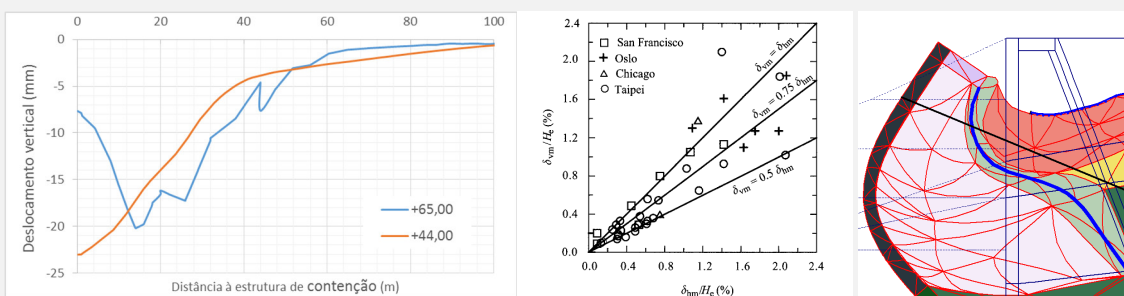 0 20 40 60 80 100
0
-5
-10
-15
-20
-25
Deslocamento vertical (mm)
+65,00
+44,00
Distância à estrutura de contenção (m)
2.4
2.0
1.6
1.2
0.8
0.4
0.0
δvm/He (%)
San Francisco
Oslo
Chicago
Taipei
δvm = δhm
δvm = 0.75 δhm
δvm = 0.5 δhm
0.0 0.4 0.8 1.2 1.6 2.0 2.4
δhm/He (%)